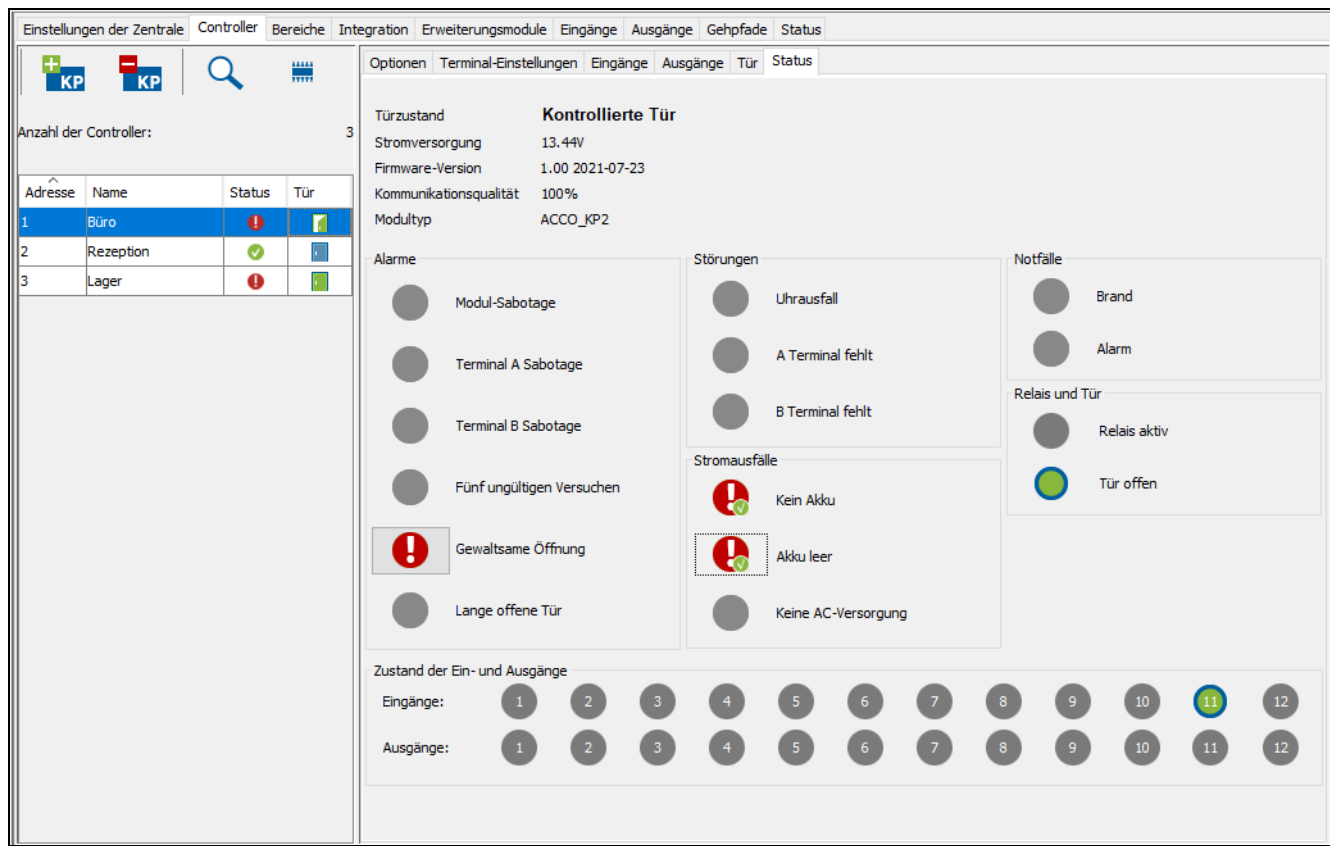 Einstellungen der Zentrale Controller Bereiche Integration Erweiterungsmodule Eingänge Ausgänge Gehpfade Status
KP KP
Anzahl der Controller: 3
Adresse Name Status Tür
1 Büro
2 Rezeption
3 Lager
Optionen Terminal-Einstellungen Eingänge Ausgänge Tür Status
Türzustand Kontrollierte Tür
Stromversorgung 13.44V
Firmware-Version 1.00 2021-07-23
Kommunikationsqualität 100%
Modultyp ACCO_KP2
Alarme
Modul-Sabotage
Terminal A Sabotage
Terminal B Sabotage
Fünf ungültigen Versuchen
Gewaltsame Öffnung
Lange offene Tür
Störungen
Uhrausfall
A Terminal fehlt
B Terminal fehlt
Stromausfälle
Kein Akku
Akku leer
Keine AC-Versorgung
Notfälle
Brand
Alarm
Relais und Tür
Relais aktiv
Tür offen
Zustand der Ein- und Ausgänge
Eingänge: 1 2 3 4 5 6 7 8 9 10 11 12
Ausgänge: 1 2 3 4 5 6 7 8 9 10 11 12